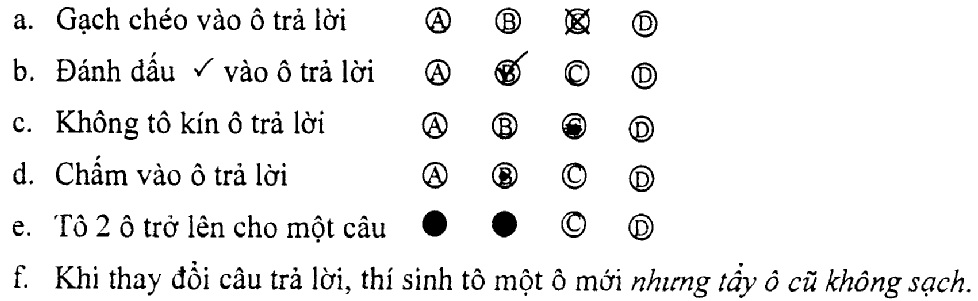 a. Gạch chéo vào ô trả lời Ⓐ Ⓑ Ⓒ Ⓓ
b. Đánh dấu ✓ vào ô trả lời Ⓐ Ⓑ Ⓒ Ⓓ
c. Không tô kín ô trả lời Ⓐ Ⓑ Ⓒ Ⓓ
d. Chấm vào ô trả lời Ⓐ Ⓑ Ⓒ Ⓓ
e. Tô 2 ô trở lên cho một câu ● ● Ⓒ Ⓓ
f. Khi thay đổi câu trả lời, thí sinh tô một ô mới nhưng tẩy ô cũ không sạch.